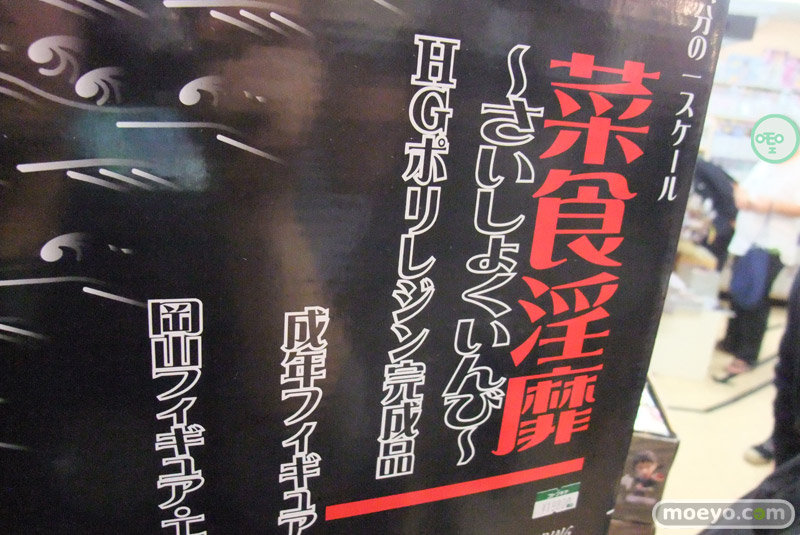 分の一スケール
菜食淫靡
～さいしょくいんび～
HGポリレジン完成品
成年フィギュア
岡山フィギュア・エ
moeyo.com